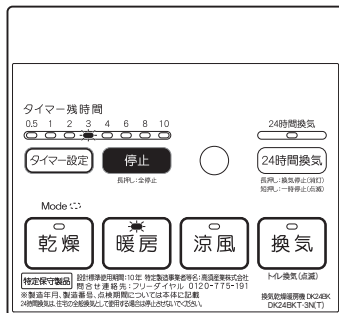 タイマー残時間
0.5 1 2 3 4 6 8 10
24時間換気
タイマー設定
停止
24時間換気
長押し:全停止
長押し:換気停止(消灯)
短押し:一時停止(点滅)
Mode
乾燥
暖房
涼風
換気
特定保守製品
設計標準使用期間:10年 特定製造事業者等名:高須産業株式会社
問合せ連絡先:フリーダイヤル 0120-775-191
トイレ換気(点滅)
※製造年月、製造番号、点検期間については本体に記載
24時間換気は、住宅の全般換気として使用する場合は停止させないでください。
換気乾燥暖房機 DK24BK
DK24BKT-3N(T)